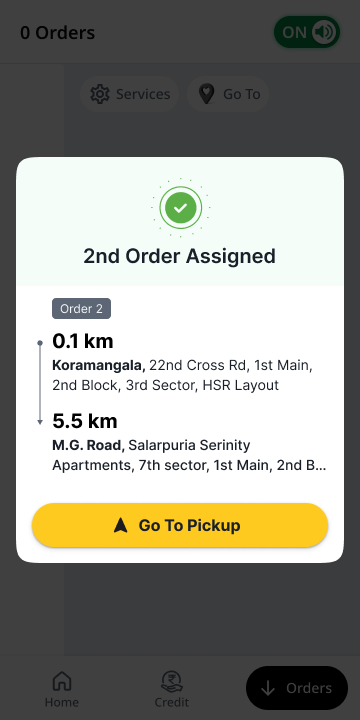 0 Orders
ON
Services
Go To
2nd Order Assigned
Order 2
0.1 km
Koramangala, 22nd Cross Rd, 1st Main,
2nd Block, 3rd Sector, HSR Layout
5.5 km
M.G. Road, Salarpuria Serinity
Apartments, 7th sector, 1st Main, 2nd B...
Go To Pickup
Home
Credit
Orders